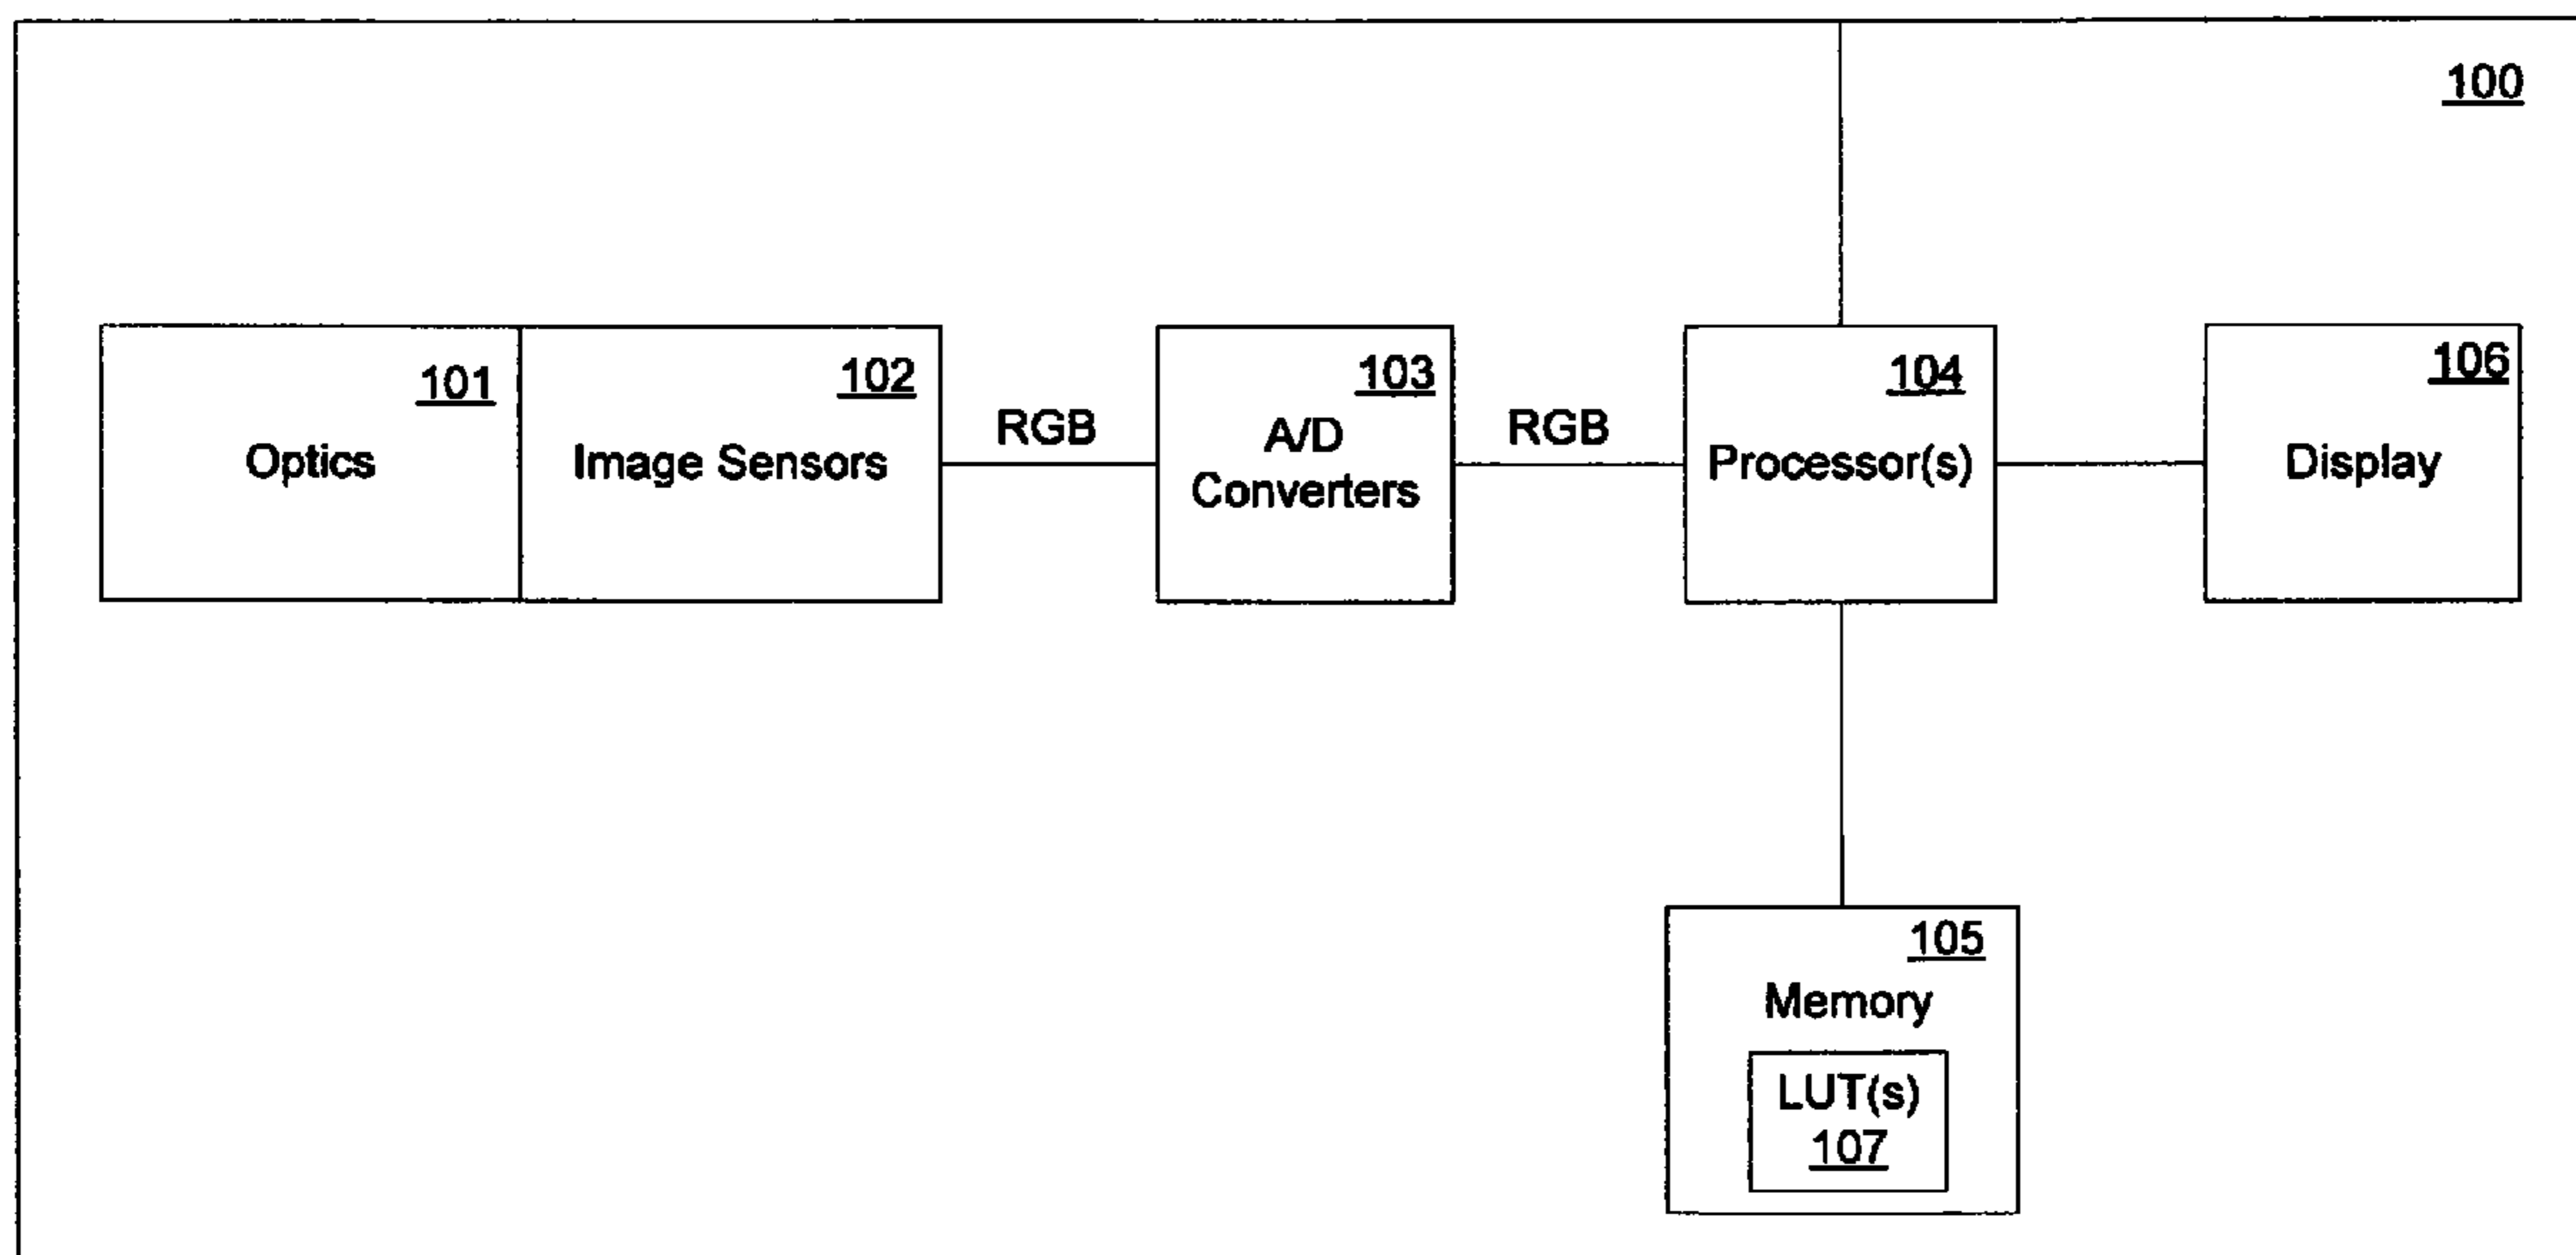 100
101
Optics
102
Image Sensors
RGB
103
A/D
Converters
RGB
104
Processor(s)
106
Display
105
Memory
LUT(s)
107